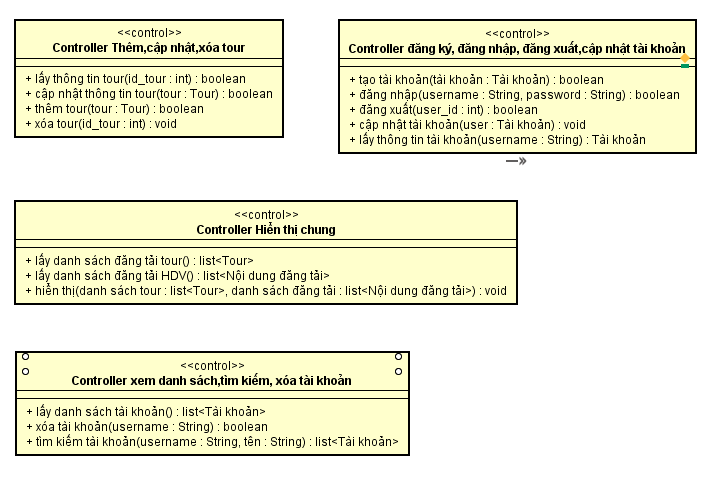 <<control>>
Controller Thêm,cập nhật,xóa tour
+ lấy thông tin tour(id_tour : int) : boolean
+ cập nhật thông tin tour(tour : Tour) : boolean
+ thêm tour(tour : Tour) : boolean
+ xóa tour(id_tour : int) : void
<<control>>
Controller đăng ký, đăng nhập, đăng xuất,cập nhật tài khoản
+ tạo tài khoản(tài khoản : Tài khoản) : boolean
+ đăng nhập(username : String, password : String) : boolean
+ đăng xuất(user_id : int) : boolean
+ cập nhật tài khoản(user : Tài khoản) : void
+ lấy thông tin tài khoản(username : String) : Tài khoản
<<control>>
Controller Hiển thị chung
+ lấy danh sách đăng tải tour() : list<Tour>
+ lấy danh sách đăng tải HDV() : list<Nội dung đăng tải>
+ hiển thị(danh sách tour : list<Tour>, danh sách đăng tải : list<Nội dung đăng tải>) : void
<<control>>
Controller xem danh sách,tìm kiếm, xóa tài khoản
+ lấy danh sách tài khoản() : list<Tài khoản>
+ xóa tài khoản(username : String) : boolean
+ tìm kiếm tài khoản(username : String, tên : String) : list<Tài khoản>